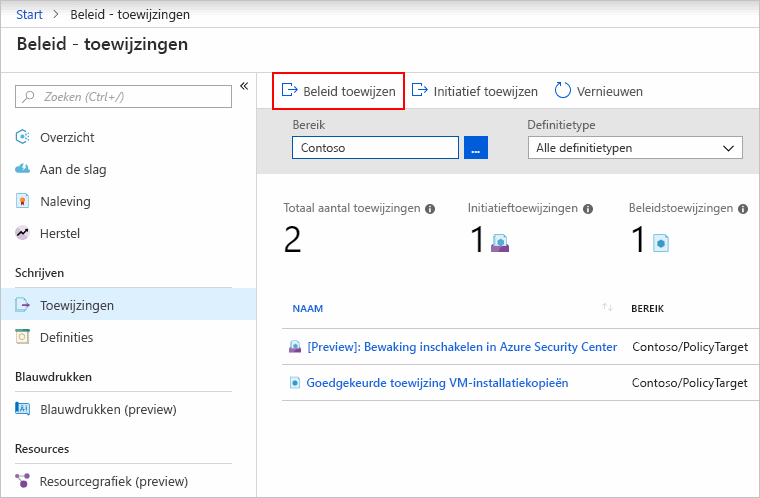 Start > Beleid - toewijzingen
Beleid - toewijzingen
Zoeken (Ctrl+/)
«
Overzicht
Aan de slag
Naleving
Herstel
Schrijven
Toewijzingen
Definities
Blauwdrukken
Blauwdrukken (preview)
Resources
Resourcegrafiek (preview)
Beleid toewijzen Initiatief toewijzen Vernieuwen
Bereik Definitietype
Contoso ... Alle definitietypen
Totaal aantal toewijzingen Initiatieftoewijzingen Beleidstoewijzingen
2 1 1
NAAM ↑↓ BEREIK
[Preview]: Bewaking inschakelen in Azure Security Center Contoso/PolicyTarget
Goedgekeurde toewijzing VM-installatiekopieën Contoso/PolicyTarget